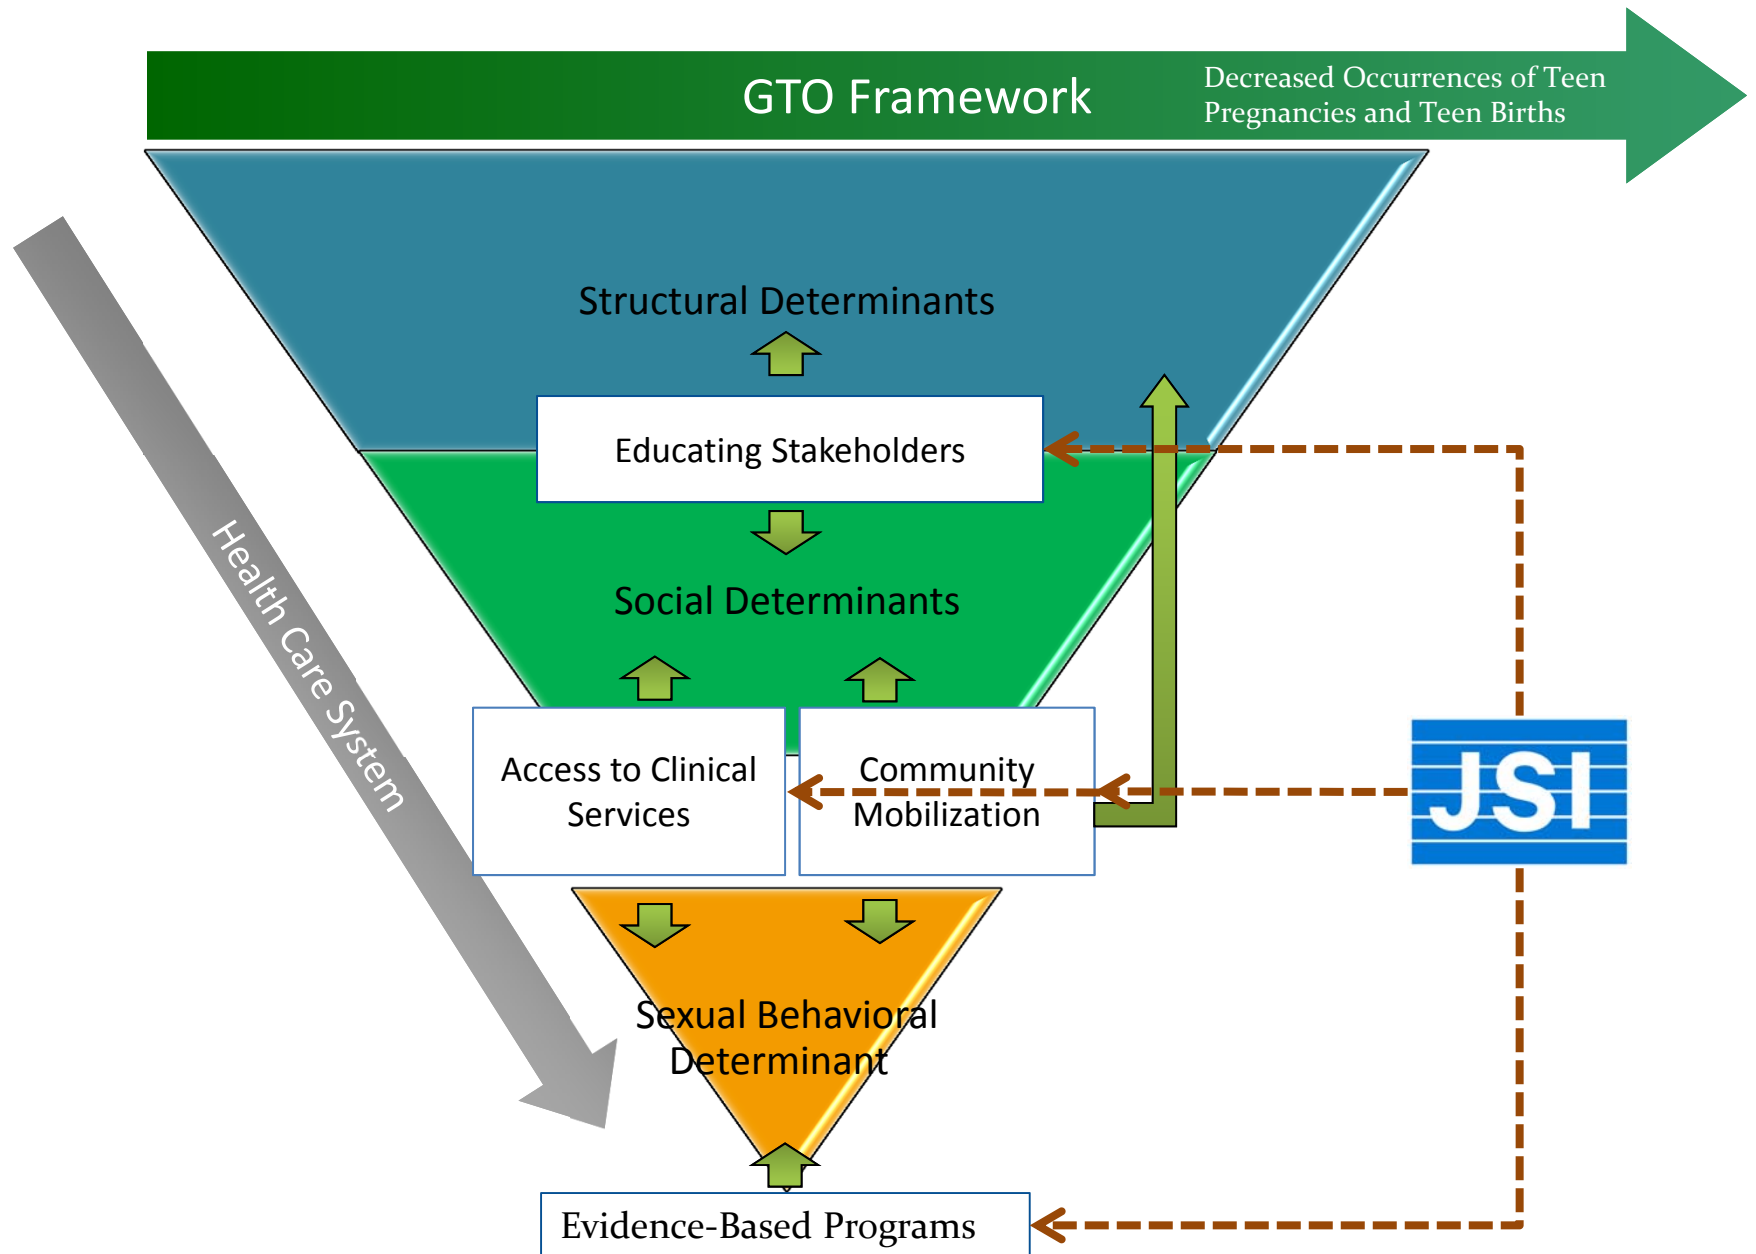 GTO Framework
Decreased Occurrences of Teen
Pregnancies and Teen Births
Structural Determinants
Educating Stakeholders
Health Care System
Social Determinants
Access to Clinical
Services
Community
Mobilization
JSI
Sexual Behavioral
Determinant
Evidence-Based Programs